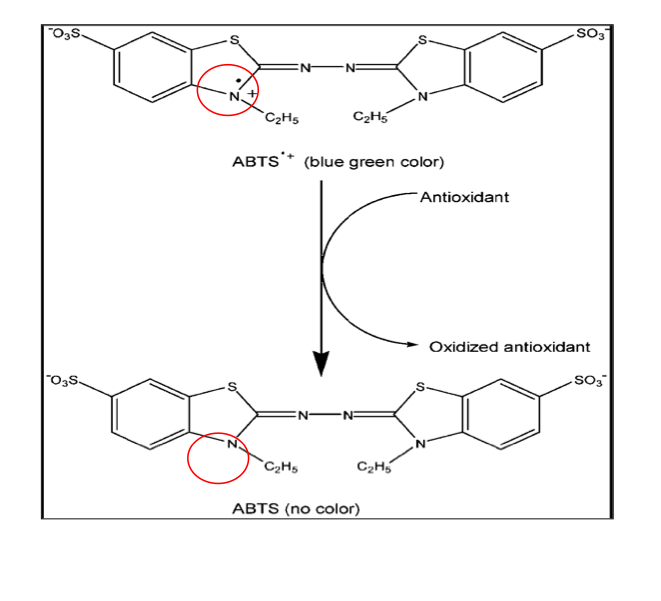 ⁻O₃S S S SO₃⁻
N N
N•+ N
C₂H₅ C₂H₅
ABTS•+ (blue green color)
Antioxidant
Oxidized antioxidant
⁻O₃S S S SO₃⁻
N N
N N
C₂H₅ C₂H₅
ABTS (no color)